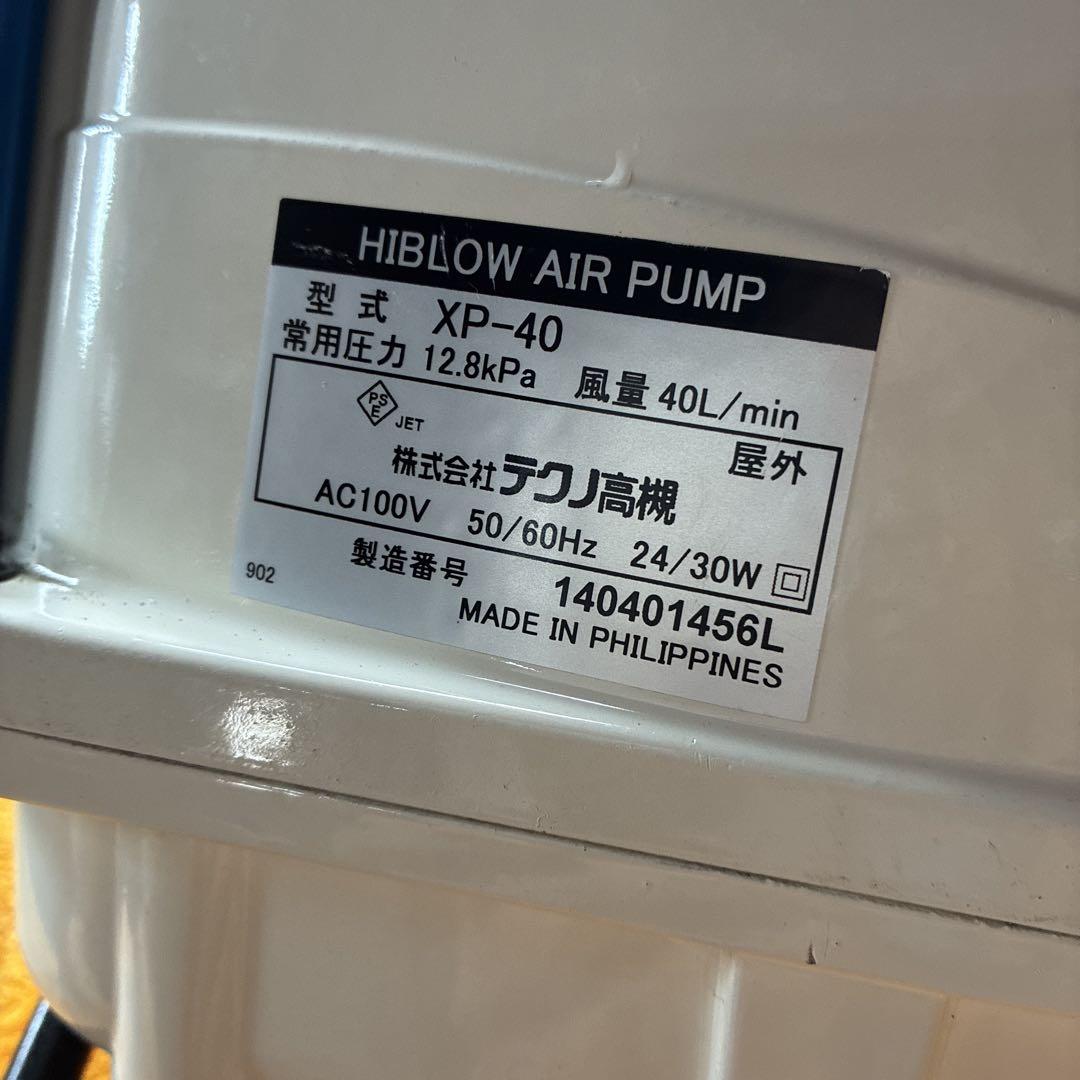 HIBLOW AIR PUMP
型式 XP-40
常用圧力 12.8kPa 風量 40L/min
PSE JET 屋外
株式会社テクノ高槻
AC100V 50/60Hz 24/30W
製造番号 140401456L
902 MADE IN PHILIPPINES